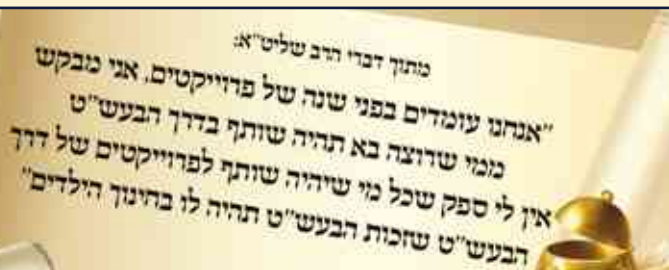 מתוך דברי הרב שליט"א:
"אנחנו עומדים בפני שנה של פרוייקטים, אני מבקש
ממי שרוצה בא תהיה שותף בדרך הבעש"ט
אין לי ספק שכל מי שיהיה שותף לפרוייקטים של דרך
הבעש"ט שזכות הבעש"ט תהיה לו בחינוך הילדים"